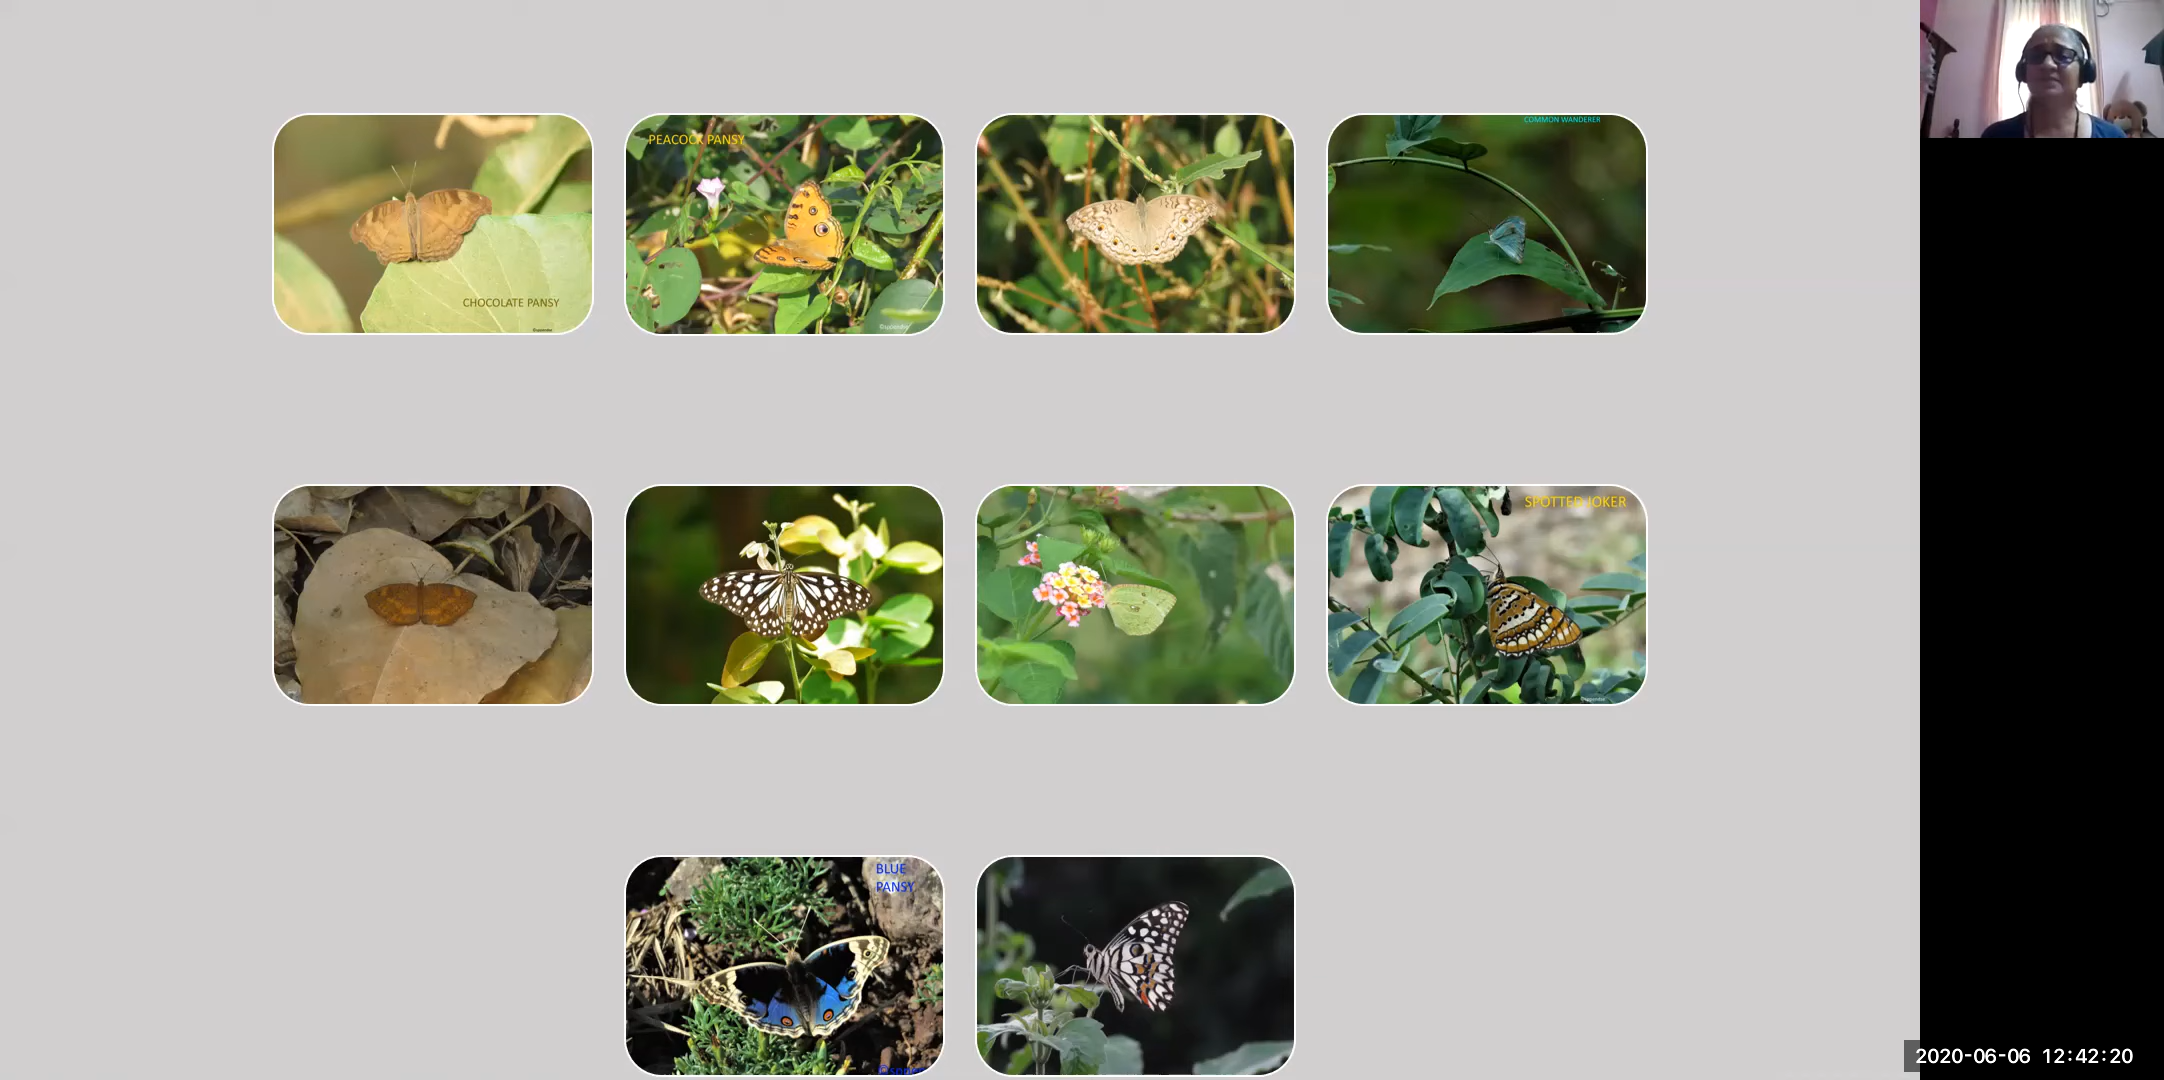 COMMON WANDERER
PEACOCK PANSY
CHOCOLATE PANSY
SPOTTED JOKER
BLUE
PANSY
2020-06-06 12:42:20